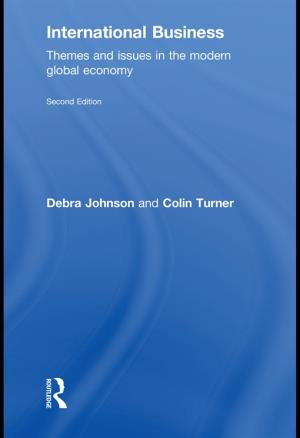 International Business
Themes and issues in the modern
global economy
Second Edition
Debra Johnson and Colin Turner
ROUTLEDGE